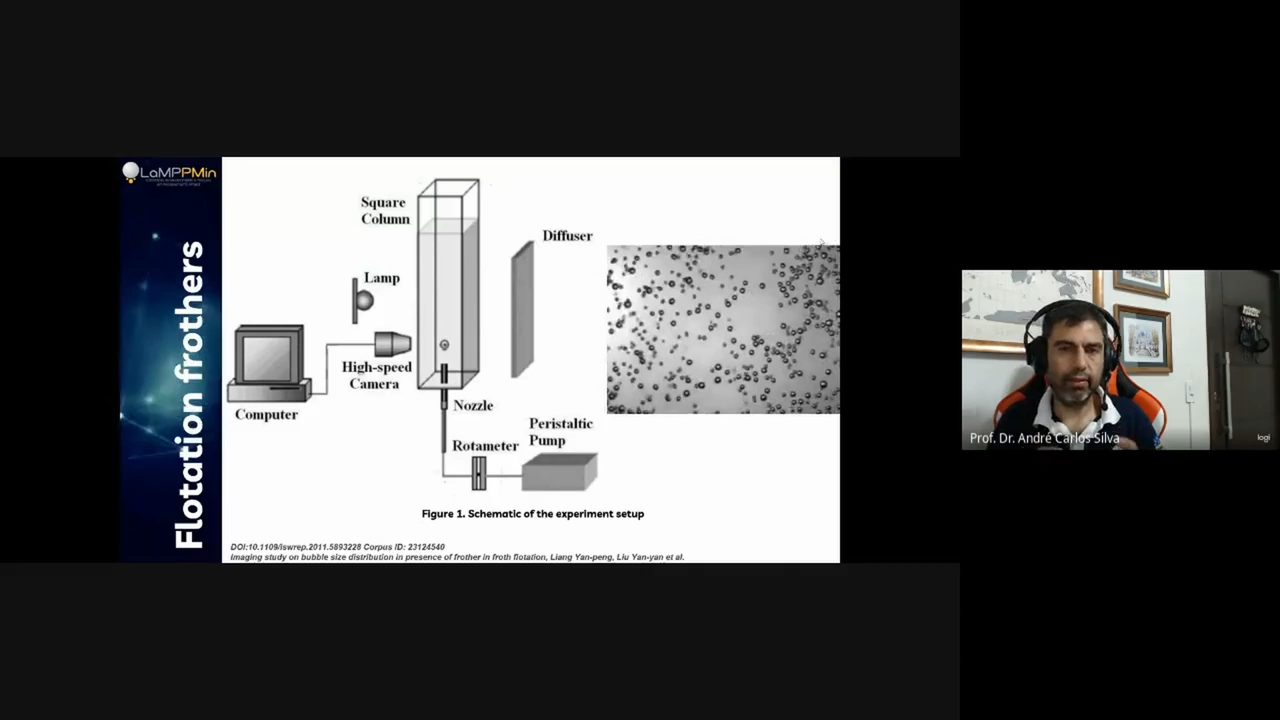 LaMPPMin
Flotation frothers
Square
Column
Diffuser
Lamp
High-speed
Camera
Computer
Nozzle
Peristaltic
Pump
Rotameter
Figure 1. Schematic of the experiment setup
DOI:10.1109/iswrep.2011.5893228 Corpus ID: 23124540
Imaging study on bubble size distribution in presence of frother in froth flotation, Liang Yan-peng, Liu Yan-yan et al.
Prof. Dr. André Carlos Silva
logi